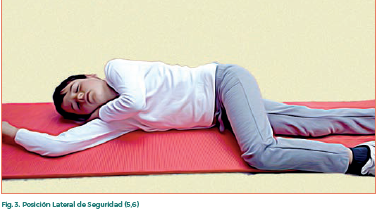 Fig. 3. Posición Lateral de Seguridad (5,6)